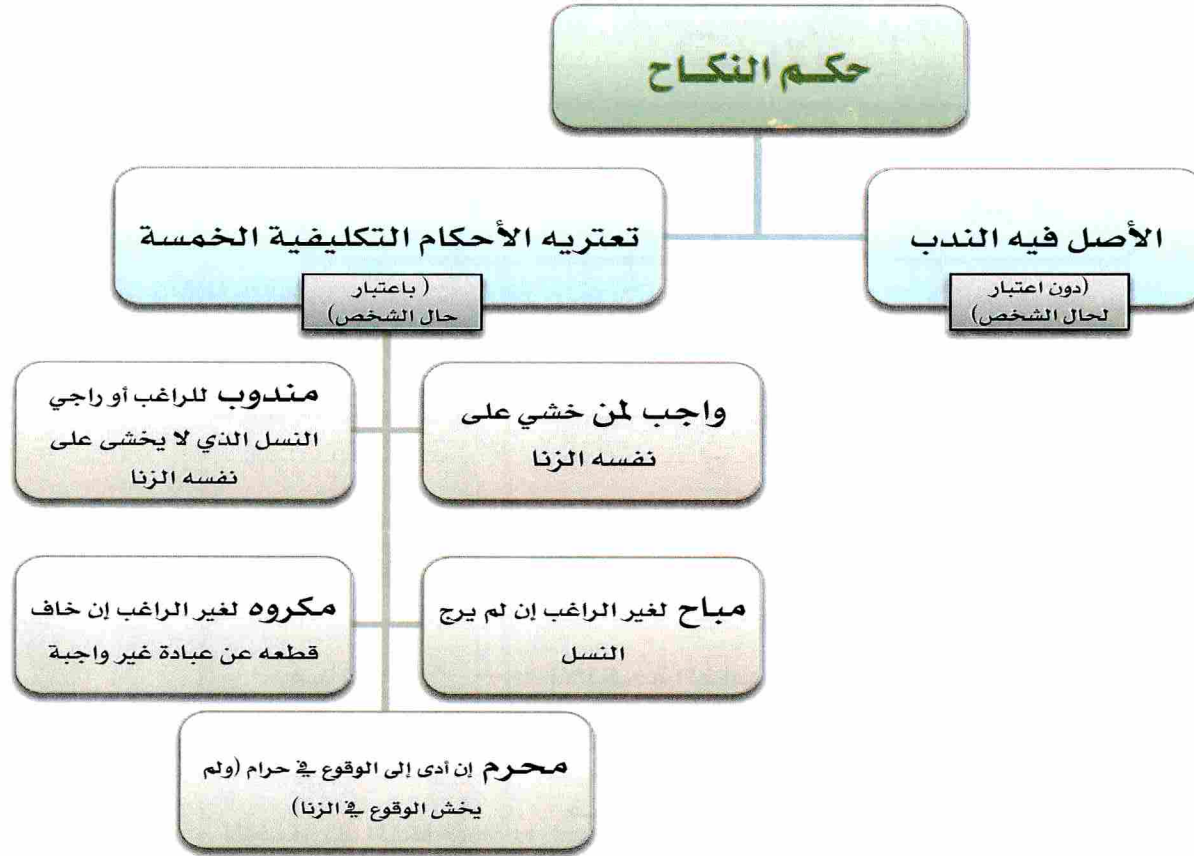 حكم النكاح
الأصل فيه الندب
(دون اعتبار
لحال الشخص)
تعتريه الأحكام التكليفية الخمسة
( باعتبار
حال الشخص)
واجب لمن خشي على
نفسه الزنا
مندوب للراغب أو راجي
النسل الذي لا يخشى على
نفسه الزنا
مباح لغير الراغب إن لم يرج
النسل
مكروه لغير الراغب إن خاف
قطعه عن عبادة غير واجبة
محرم إن أدى إلى الوقوع في حرام (ولم
يخش الوقوع في الزنا)